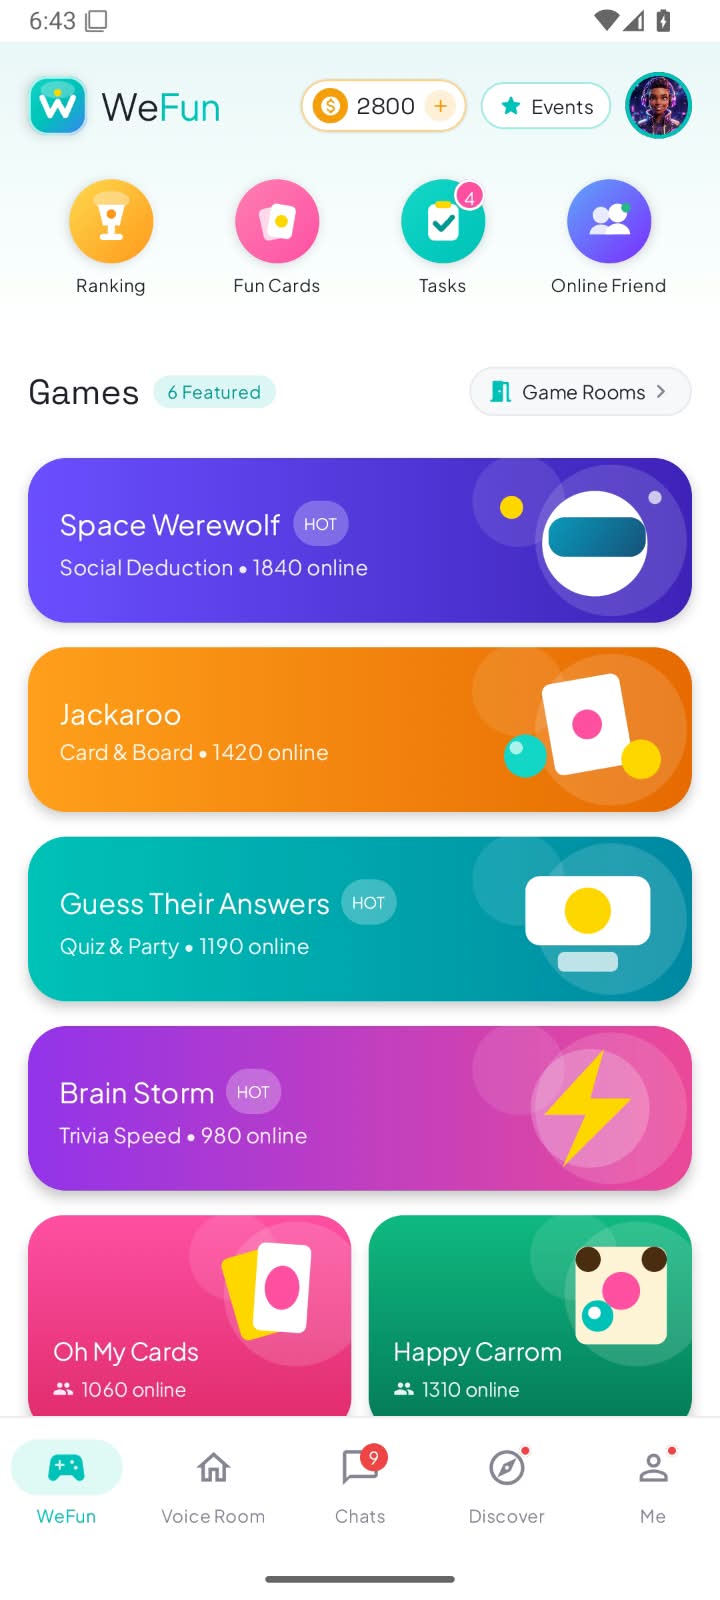 6:43
W
WeFun
2800 +
Events
4
Ranking
Fun Cards
Tasks
Online Friend
Games
6 Featured
Game Rooms
Space Werewolf HOT
Social Deduction • 1840 online
Jackaroo
Card & Board • 1420 online
Guess Their Answers HOT
Quiz & Party • 1190 online
Brain Storm HOT
Trivia Speed • 980 online
Oh My Cards
1060 online
Happy Carrom
1310 online
9
WeFun
Voice Room
Chats
Discover
Me